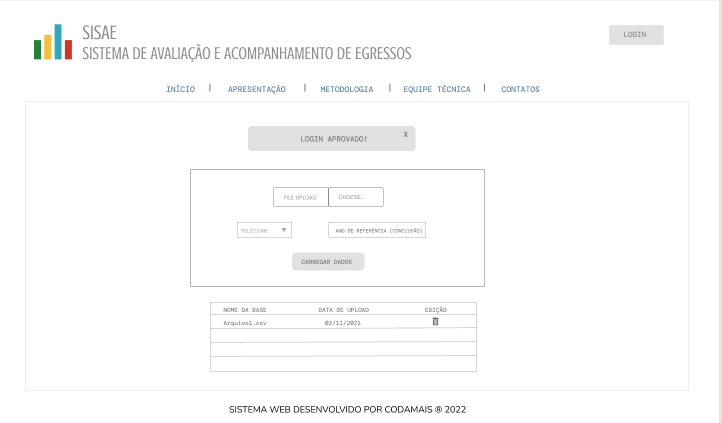 SISAE
LOGIN
SISTEMA DE AVALIAÇÃO E ACOMPANHAMENTO DE EGRESSOS
INÍCIO | APRESENTAÇÃO | METODOLOGIA | EQUIPE TÉCNICA | CONTATOS
LOGIN APROVADO! X
FILE UPLOAD CHOOSE...
SELECIONE ANO DE REFERÊNCIA (CONCLUSÃO)
CARREGAR DADOS
NOME DA BASE DATA DE UPLOAD EDIÇÃO
Arquivo1.csv 02/11/2021
SISTEMA WEB DESENVOLVIDO POR CODAMAIS ® 2022